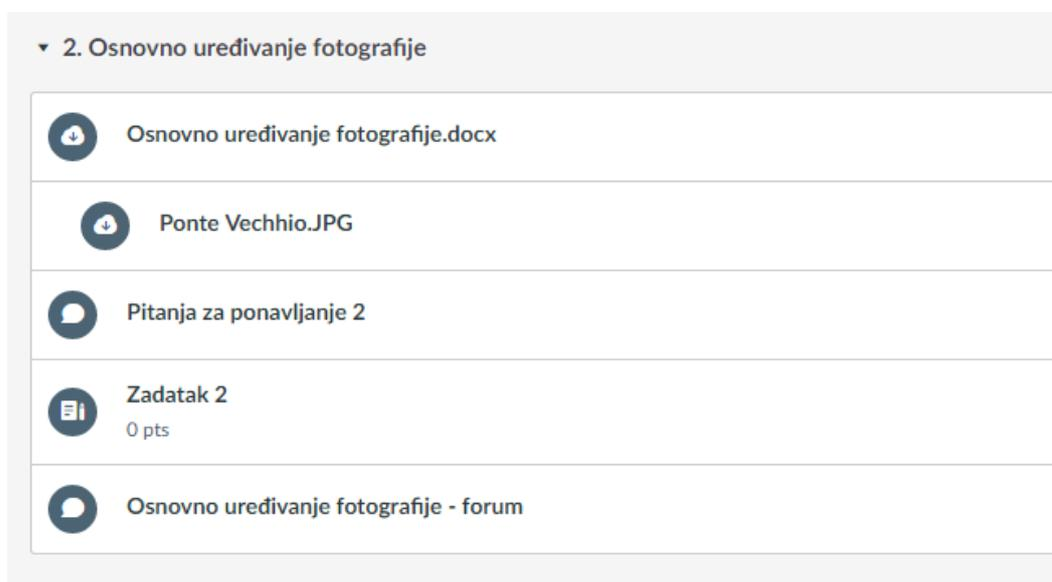 2. Osnovno uređivanje fotografije
Osnovno uređivanje fotografije.docx
Ponte Vechhio.JPG
Pitanja za ponavljanje 2
Zadatak 2
0 pts
Osnovno uređivanje fotografije - forum